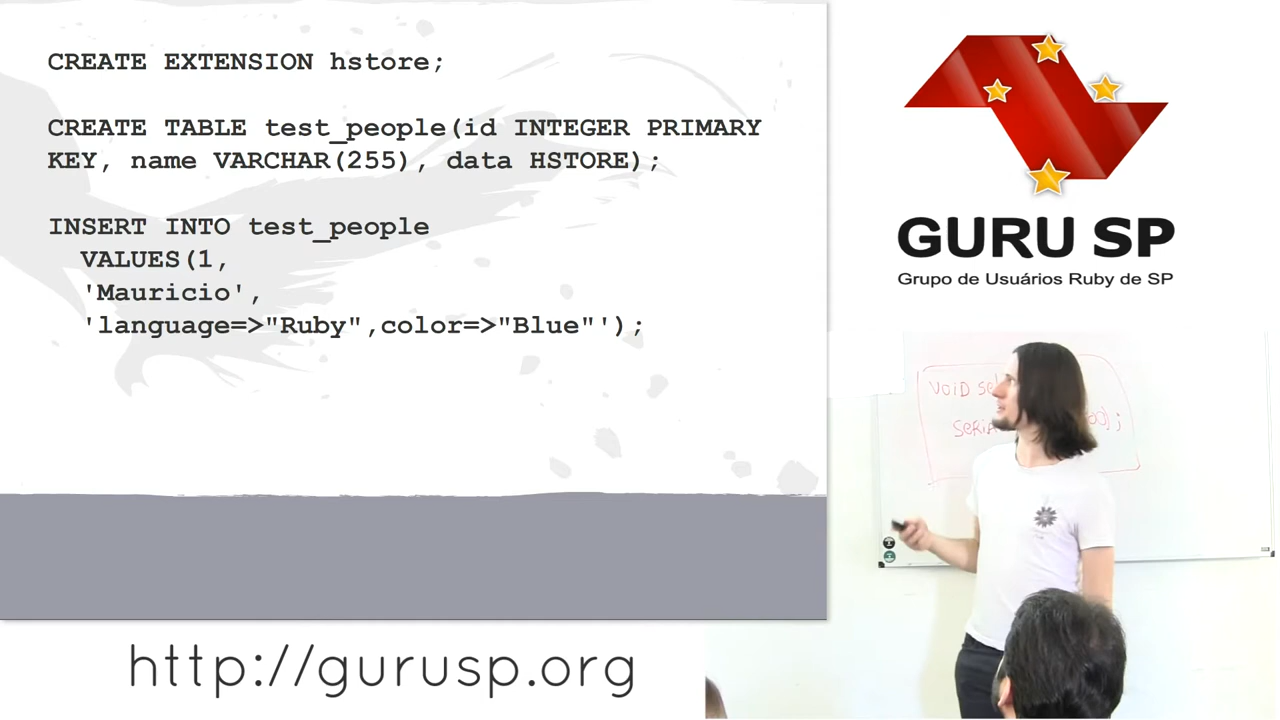 CREATE EXTENSION hstore;
CREATE TABLE test_people(id INTEGER PRIMARY
KEY, name VARCHAR(255), data HSTORE);
INSERT INTO test_people
VALUES(1,
'Mauricio',
'language=>"Ruby",color=>"Blue"');
GURU SP
Grupo de Usuários Ruby de SP
VOID
http://gurusp.org